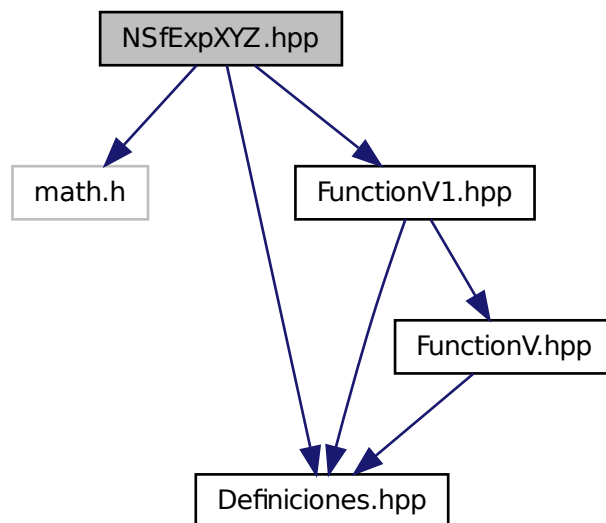 NSfExpXYZ.hpp
math.h
FunctionV1.hpp
FunctionV.hpp
Definiciones.hpp